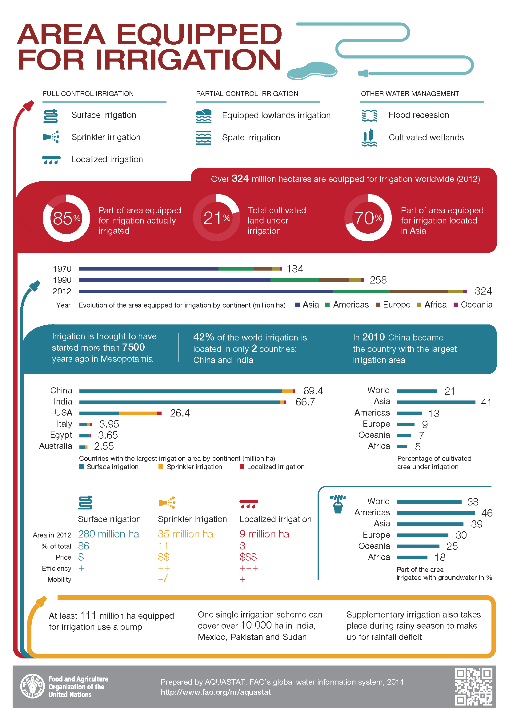 AREA EQUIPPED
FOR IRRIGATION
FULL CONTROL IRRIGATION
Surface irrigation
Sprinkler irrigation
Localized irrigation
PARTIAL CONTROL IRRIGATION
Equipped lowlands irrigation
Spate irrigation
OTHER WATER MANAGEMENT
Flood recession
Cultivated wetlands
Over 324 million hectares are equipped for irrigation worldwide (2012)
85%
Part of area equipped
for irrigation actually
irrigated
21%
Total cultivated
land under
irrigation
70%
Part of area equipped
for irrigation located
in Asia
1970 184
1990 258
2012 324
Year Evolution of the area equipped for irrigation by continent (million ha) Asia Americas Europe Africa Oceania
Irrigation is thought to have
started more than 7500
years ago in Mesopotamia
42% of the world irrigation is
located in only 2 countries:
China and India
In 2010 China became
the country with the largest
irrigation area
China 69.4
India 66.7
USA 26.4
Italy 3.95
Egypt 3.65
Australia 2.55
Countries with the largest irrigation area by continent (million ha)
Surface irrigation Sprinkler irrigation Localized irrigation
World 21
Asia 41
Americas 13
Europe 9
Oceania 7
Africa 5
Percentage of cultivated
area under irrigation
Surface irrigation Sprinkler irrigation Localized irrigation
Area in 2012 280 million ha 35 million ha 9 million ha
% of total 86 11 3
Price $ $$ $$$
Efficiency + ++ +++
Mobility - +/- +
World 38
Americas 46
Asia 39
Europe 30
Oceania 25
Africa 18
Part of the area
irrigated with groundwater in %
At least 111 million ha equipped
for irrigation use a pump
One single irrigation scheme can
cover over 10 000 ha in India,
Mexico, Pakistan and Sudan
Supplementary irrigation also takes
place during rainy season to make
up for rainfall deficit
Food and Agriculture
Organization of the
United Nations
Prepared by AQUASTAT, FAO's global water information system, 2014
http://www.fao.org/nr/aquastat